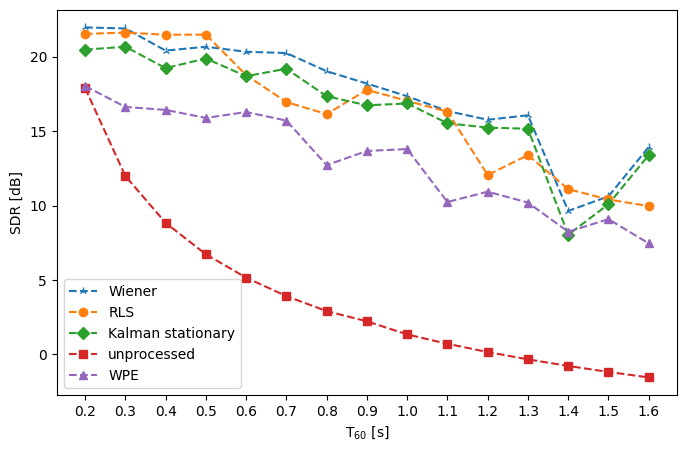 20
15
10
5
0
SDR [dB]
Wiener
RLS
Kalman stationary
unprocessed
WPE
0.2 0.3 0.4 0.5 0.6 0.7 0.8 0.9 1.0 1.1 1.2 1.3 1.4 1.5 1.6
T₆₀ [s]